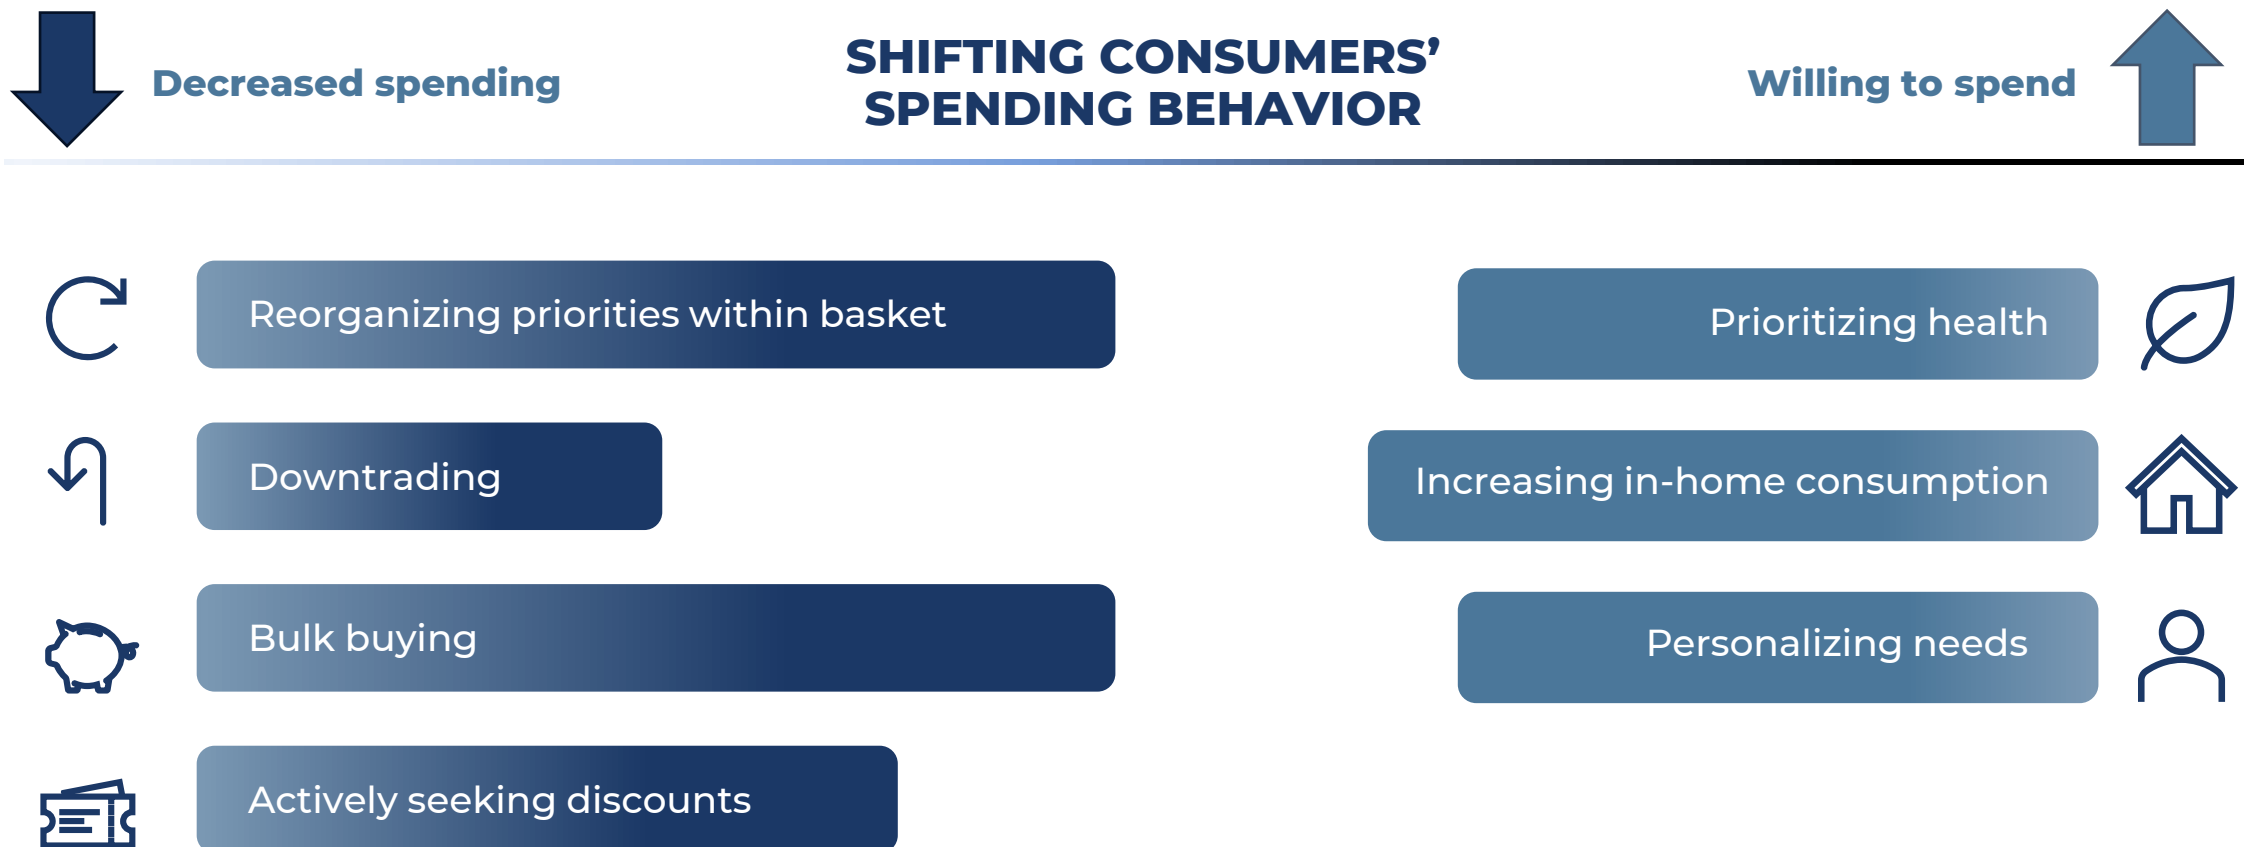 Decreased spending
SHIFTING CONSUMERS’
SPENDING BEHAVIOR
Willing to spend
Reorganizing priorities within basket
Downtrading
Bulk buying
Actively seeking discounts
Prioritizing health
Increasing in-home consumption
Personalizing needs